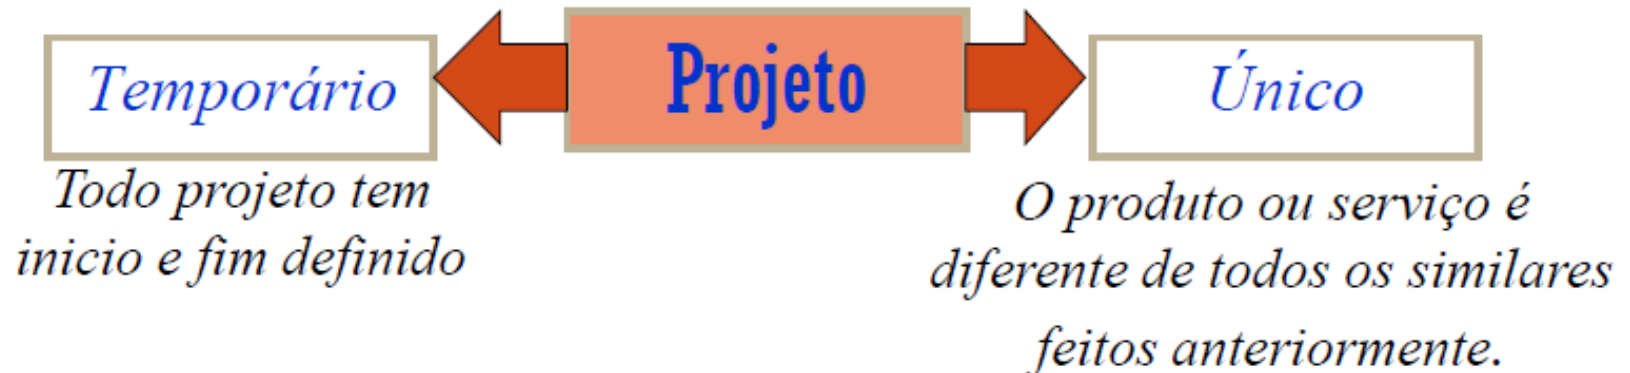 Temporário
Projeto
Único
Todo projeto tem
inicio e fim definido
O produto ou serviço é
diferente de todos os similares
feitos anteriormente.